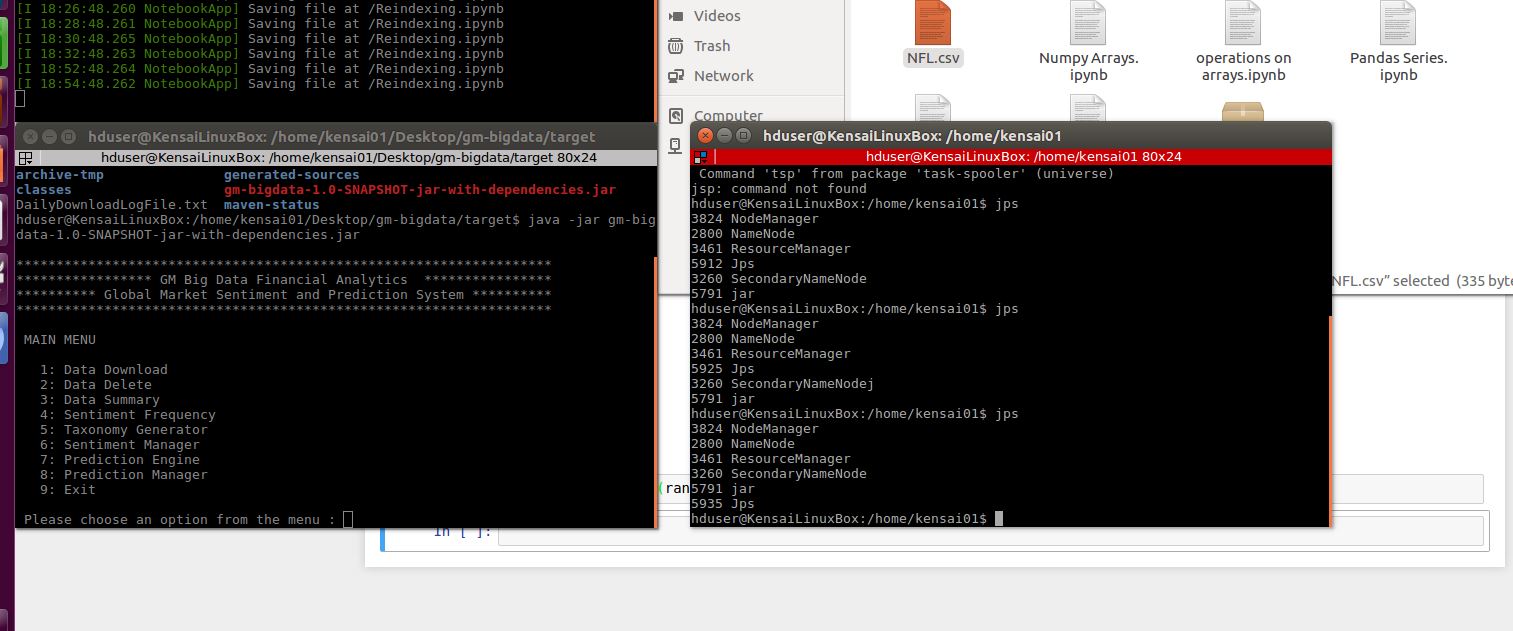 [I 18:26:48.260 NotebookApp] Saving file at /Reindexing.ipynb
[I 18:28:48.261 NotebookApp] Saving file at /Reindexing.ipynb
[I 18:30:48.265 NotebookApp] Saving file at /Reindexing.ipynb
[I 18:32:48.263 NotebookApp] Saving file at /Reindexing.ipynb
[I 18:52:48.264 NotebookApp] Saving file at /Reindexing.ipynb
[I 18:54:48.262 NotebookApp] Saving file at /Reindexing.ipynb
Videos
Trash
Network
Computer
NFL.csv
Numpy Arrays.
ipynb
operations on
arrays.ipynb
Pandas Series.
ipynb
NFL.csv” selected (335 byte
hduser@KensaiLinuxBox: /home/kensai01/Desktop/gm-bigdata/target
hduser@KensaiLinuxBox: /home/kensai01/Desktop/gm-bigdata/target 80x24
archive-tmp generated-sources
classes gm-bigdata-1.0-SNAPSHOT-jar-with-dependencies.jar
DailyDownloadLogFile.txt maven-status
hduser@KensaiLinuxBox:/home/kensai01/Desktop/gm-bigdata/target$ java -jar gm-big
data-1.0-SNAPSHOT-jar-with-dependencies.jar
*******************************************************************
***************** GM Big Data Financial Analytics  ****************
********** Global Market Sentiment and Prediction System **********
*******************************************************************
MAIN MENU
1: Data Download
2: Data Delete
3: Data Summary
4: Sentiment Frequency
5: Taxonomy Generator
6: Sentiment Manager
7: Prediction Engine
8: Prediction Manager
9: Exit
Please choose an option from the menu :
hduser@KensaiLinuxBox: /home/kensai01
hduser@KensaiLinuxBox: /home/kensai01 80x24
Command 'tsp' from package 'task-spooler' (universe)
jsp: command not found
hduser@KensaiLinuxBox:/home/kensai01$ jps
3824 NodeManager
2800 NameNode
3461 ResourceManager
5912 Jps
3260 SecondaryNameNode
5791 jar
hduser@KensaiLinuxBox:/home/kensai01$ jps
3824 NodeManager
2800 NameNode
3461 ResourceManager
5925 Jps
3260 SecondaryNameNodej
5791 jar
hduser@KensaiLinuxBox:/home/kensai01$ jps
3824 NodeManager
2800 NameNode
3461 ResourceManager
3260 SecondaryNameNode
5791 jar
5935 Jps
hduser@KensaiLinuxBox:/home/kensai01$
(ran
In [ ]: